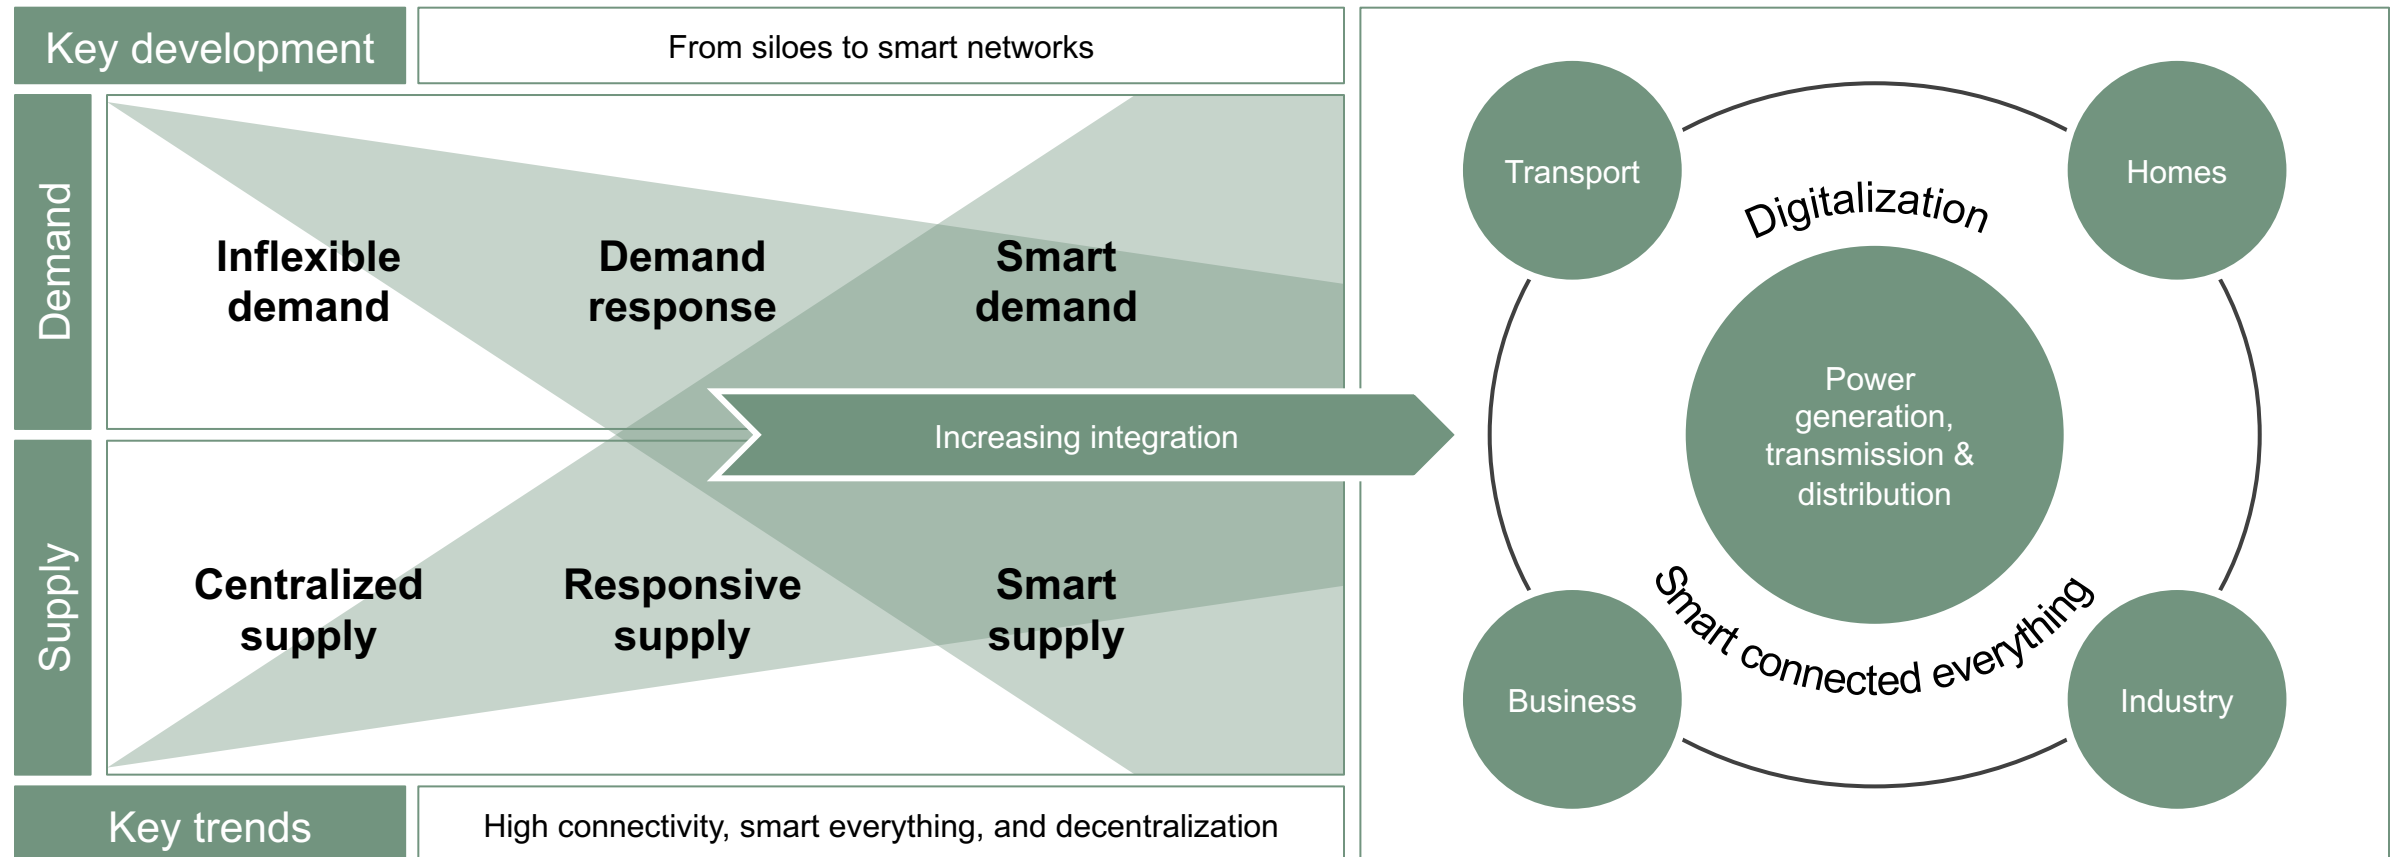 Key development
From siloes to smart networks
Demand
Inflexible
demand
Demand
response
Smart
demand
Increasing integration
Supply
Centralized
supply
Responsive
supply
Smart
supply
Key trends
High connectivity, smart everything, and decentralization
Transport
Homes
Digitalization
Power
generation,
transmission &
distribution
Smart connected everything
Business
Industry